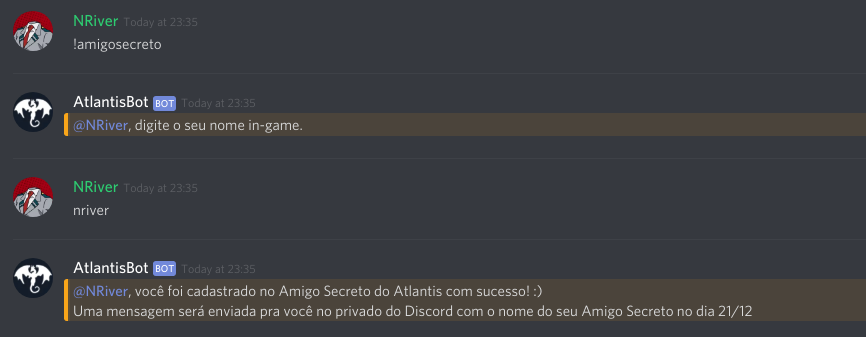 NRiver Today at 23:35
!amigosecreto
AtlantisBot BOT Today at 23:35
@NRiver, digite o seu nome in-game.
NRiver Today at 23:35
nriver
AtlantisBot BOT Today at 23:35
@NRiver, você foi cadastrado no Amigo Secreto do Atlantis com sucesso! :)
Uma mensagem será enviada pra você no privado do Discord com o nome do seu Amigo Secreto no dia 21/12